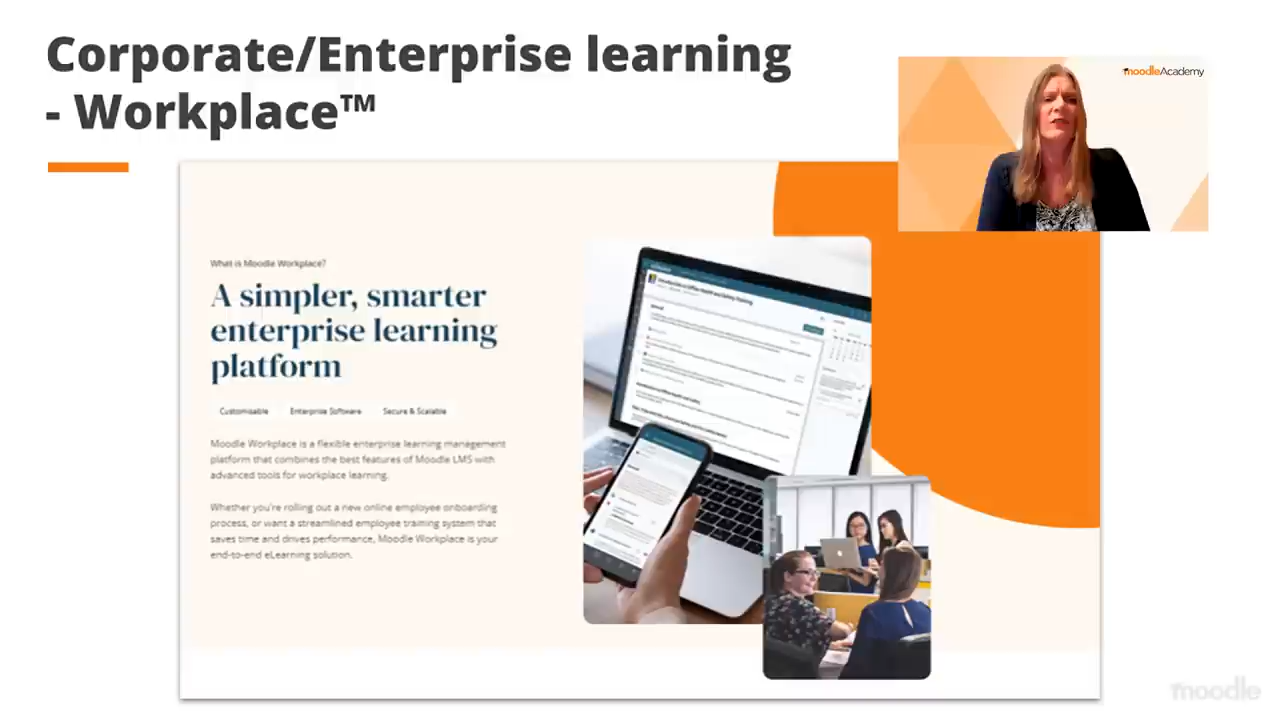 Corporate/Enterprise learning
- Workplace™
moodleAcademy
What is Moodle Workplace?
A simpler, smarter
enterprise learning
platform
Customisable Enterprise Software Secure & Scalable
Moodle Workplace is a flexible enterprise learning management
platform that combines the best features of Moodle LMS with
advanced tools for workplace learning.
Whether you're rolling out a new online employee onboarding
process, or want a streamlined employee training system that
saves time and drives performance, Moodle Workplace is your
end-to-end eLearning solution.
moodle